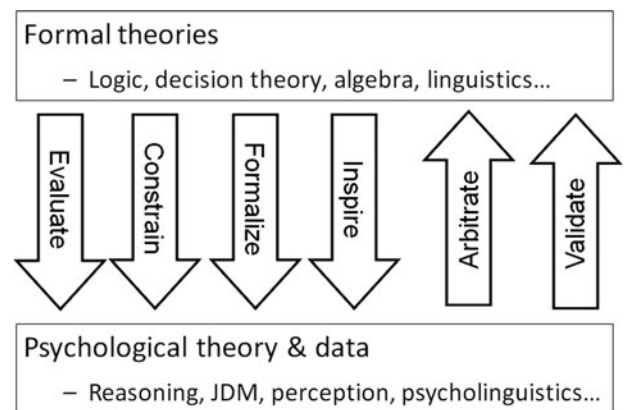 Formal theories
– Logic, decision theory, algebra, linguistics…
Evaluate
Constrain
Formalize
Inspire
Arbitrate
Validate
Psychological theory & data
– Reasoning, JDM, perception, psycholinguistics…